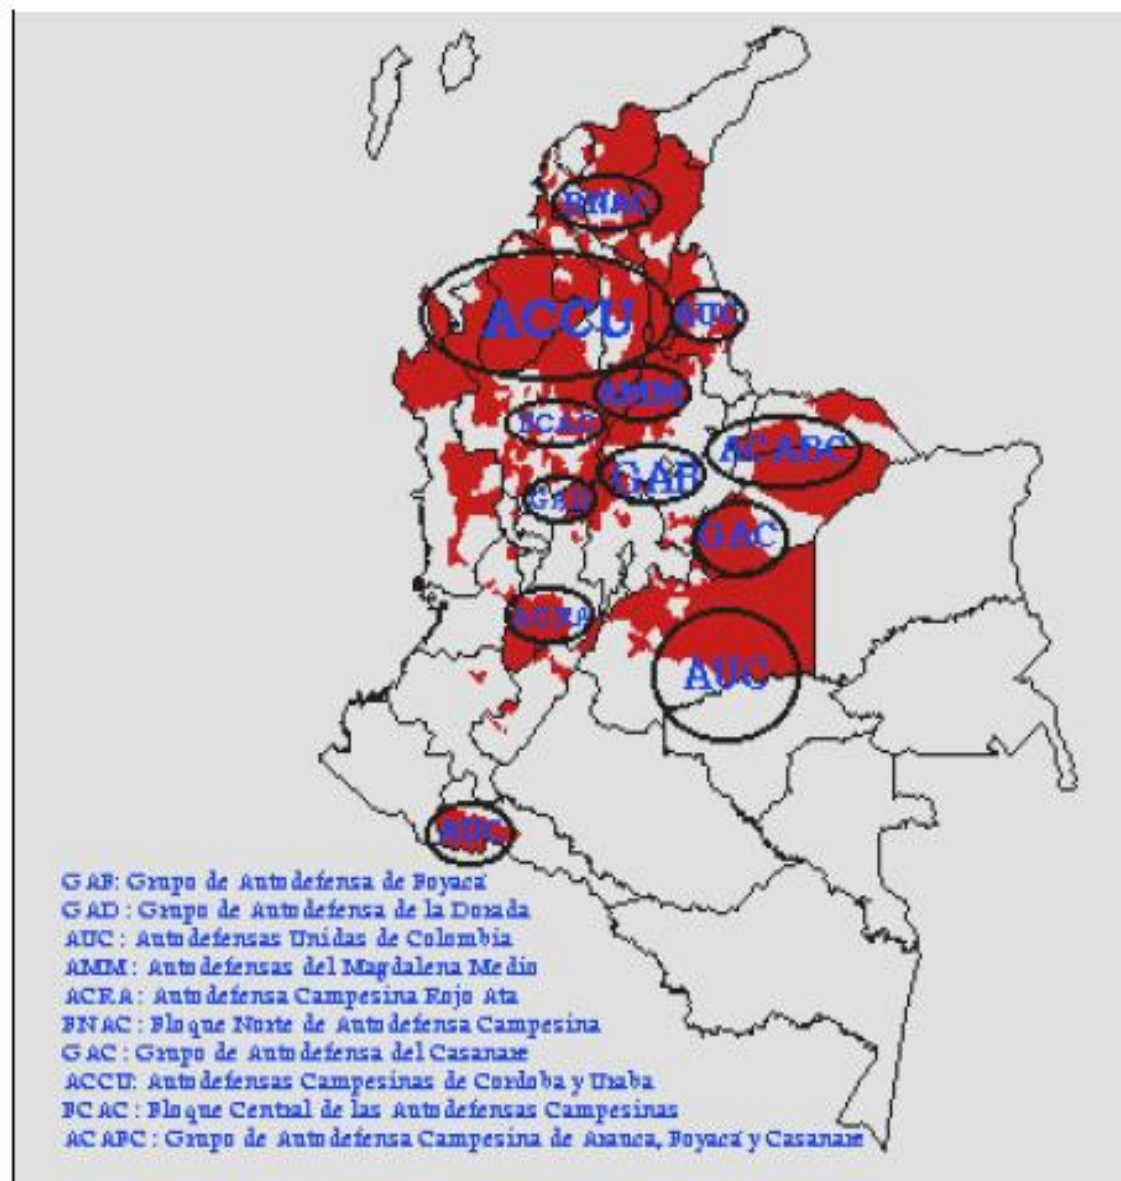 BNAC
ACCU
AUC
AMM
BCAC
ACABC
GAB
GAD
GAC
ACRA
AUC
AUC
GAB: Grupo de Autodefensa de Boyacá
GAD : Grupo de Autodefensa de la Dorada
AUC : Autodefensas Unidas de Colombia
AMM : Autodefensas del Magdalena Medio
ACRA : Autodefensa Campesina Rojo Ata
BNAC : Bloque Norte de Autodefensa Campesina
GAC : Grupo de Autodefensa del Casanare
ACCU: Autodefensas Campesinas de Cordoba y Uraba
BCAC : Bloque Central de las Autodefensas Campesinas
ACABC : Grupo de Autodefensa Campesina de Arauca, Boyacá y Casanare